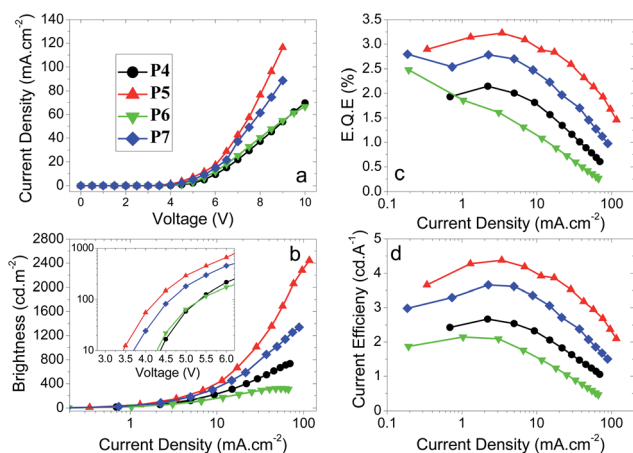 Current Density (mA.cm-2)
140
120
100
80
60
40
20
0
P4
P5
P6
P7
a
0 2 4 6 8 10
Voltage (V)
E.Q.E (%)
3.5
3.0
2.5
2.0
1.5
1.0
0.5
0.0
c
0.1 1 10 100
Current Density (mA.cm-2)
Brightness (cd.m-2)
2800
2400
2000
1600
1200
800
400
0
b
1000
100
10
3.0 3.5 4.0 4.5 5.0 5.5 6.0
Voltage (V)
1 10 100
Current Density (mA.cm-2)
Current Efficieny (cd.A-1)
5
4
3
2
1
0
d
0.1 1 10 100
Current Density (mA.cm-2)